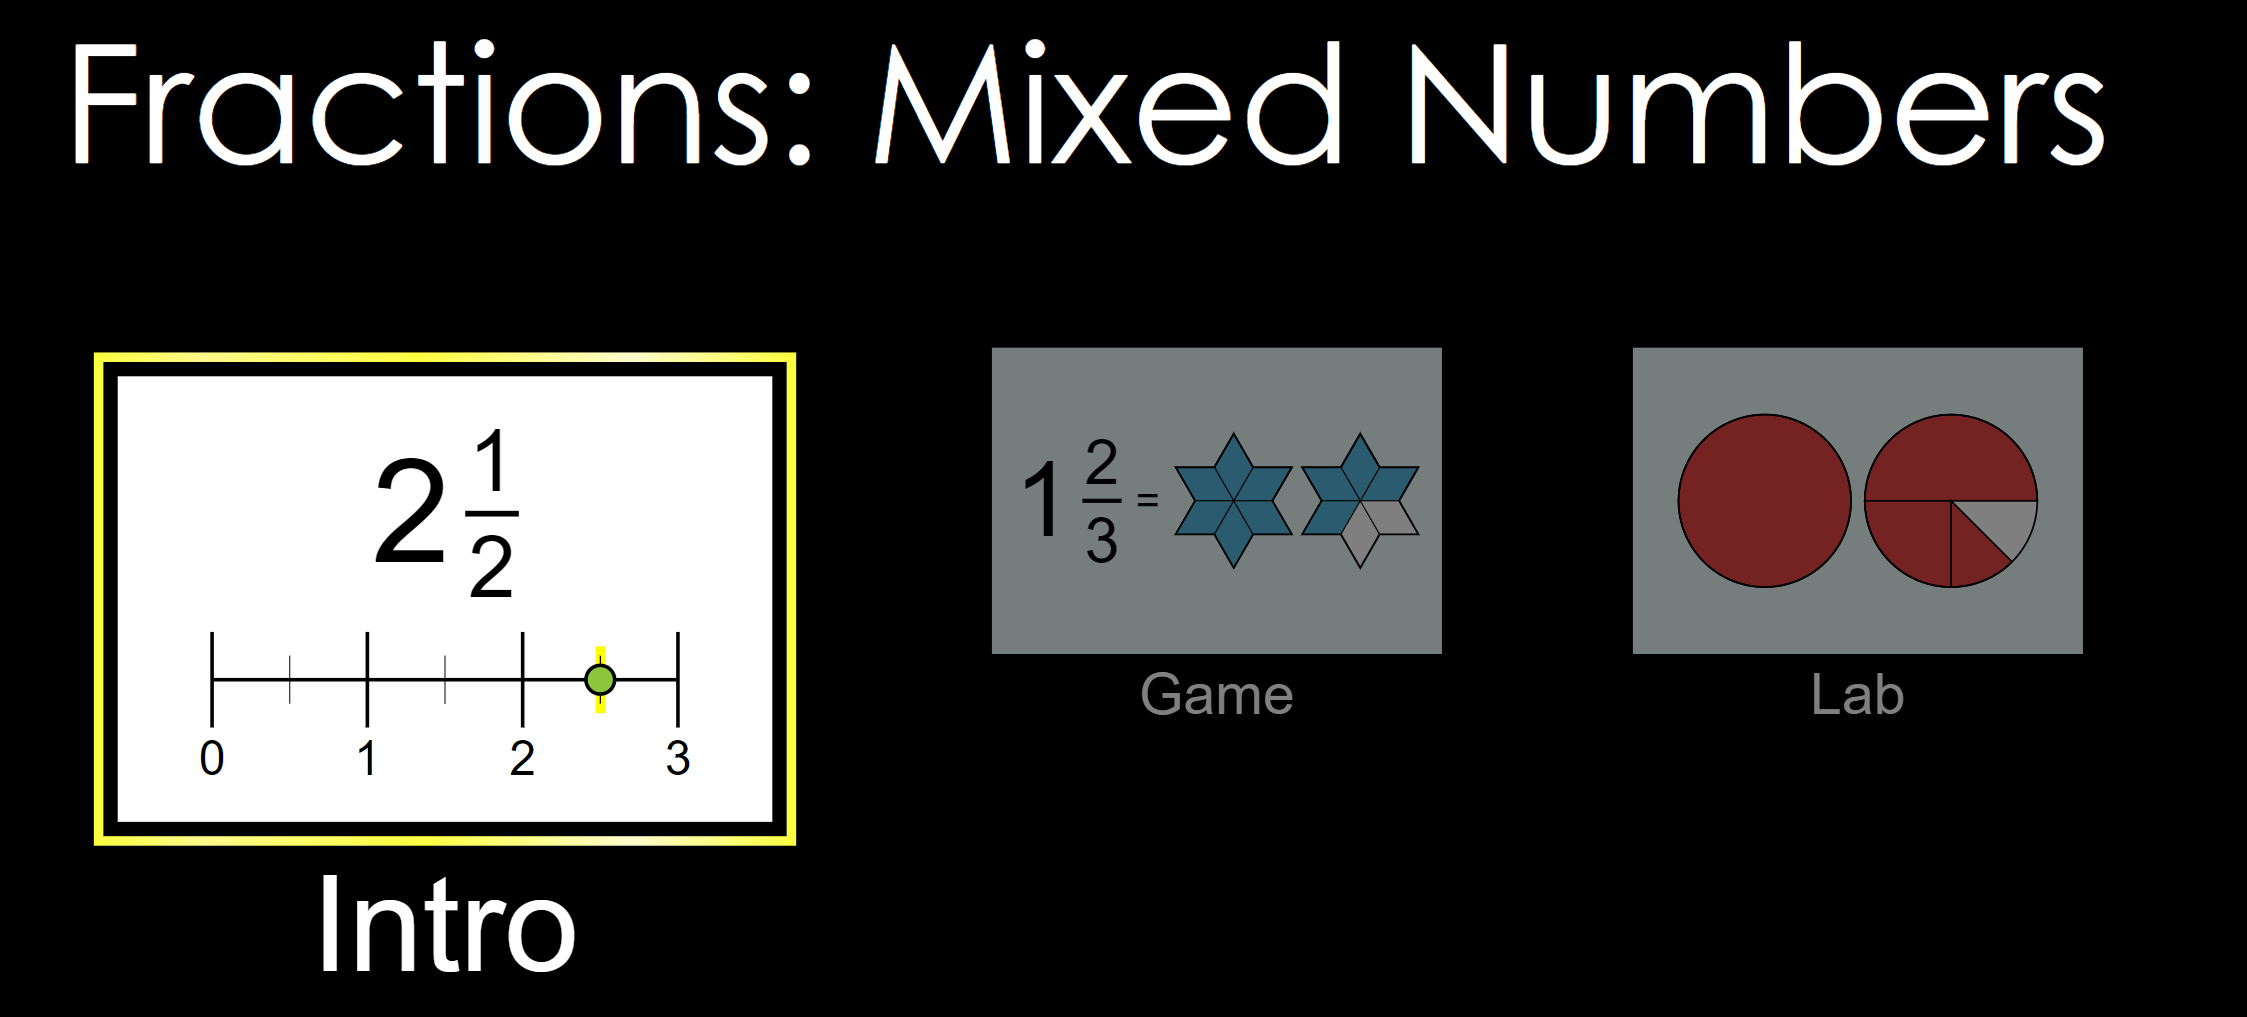 Fractions: Mixed Numbers
2 1/2
0 1 2 3
Intro
1 2/3 =
Game
Lab